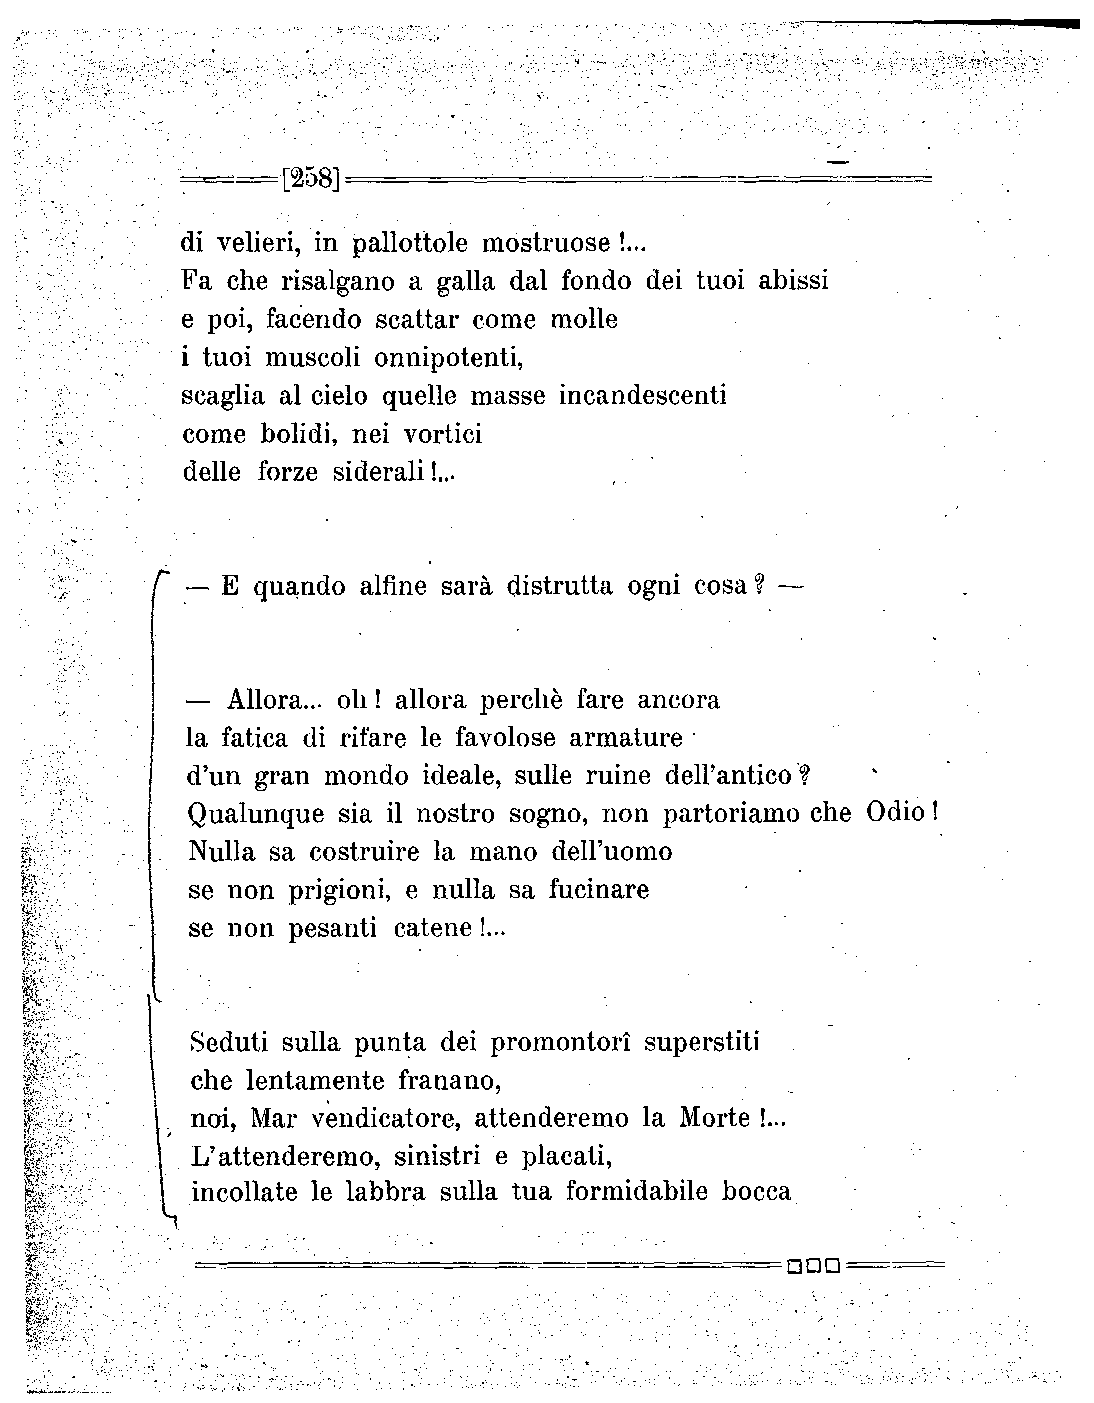 [258]
di velieri, in pallottole mostruose !...
Fa che risalgano a galla dal fondo dei tuoi abissi
e poi, facendo scattar come molle
i tuoi muscoli onnipotenti,
scaglia al cielo quelle masse incandescenti
come bolidi, nei vortici
delle forze siderali !...
— E quando alfine sarà distrutta ogni cosa ? —
— Allora... oh ! allora perchè fare ancora
la fatica di rifare le favolose armature
d'un gran mondo ideale, sulle ruine dell'antico ?
Qualunque sia il nostro sogno, non partoriamo che Odio !
Nulla sa costruire la mano dell'uomo
se non prigioni, e nulla sa fucinare
se non pesanti catene !...
Seduti sulla punta dei promontorî superstiti
che lentamente franano,
noi, Mar vendicatore, attenderemo la Morte !...
L'attenderemo, sinistri e placati,
incollate le labbra sulla tua formidabile bocca